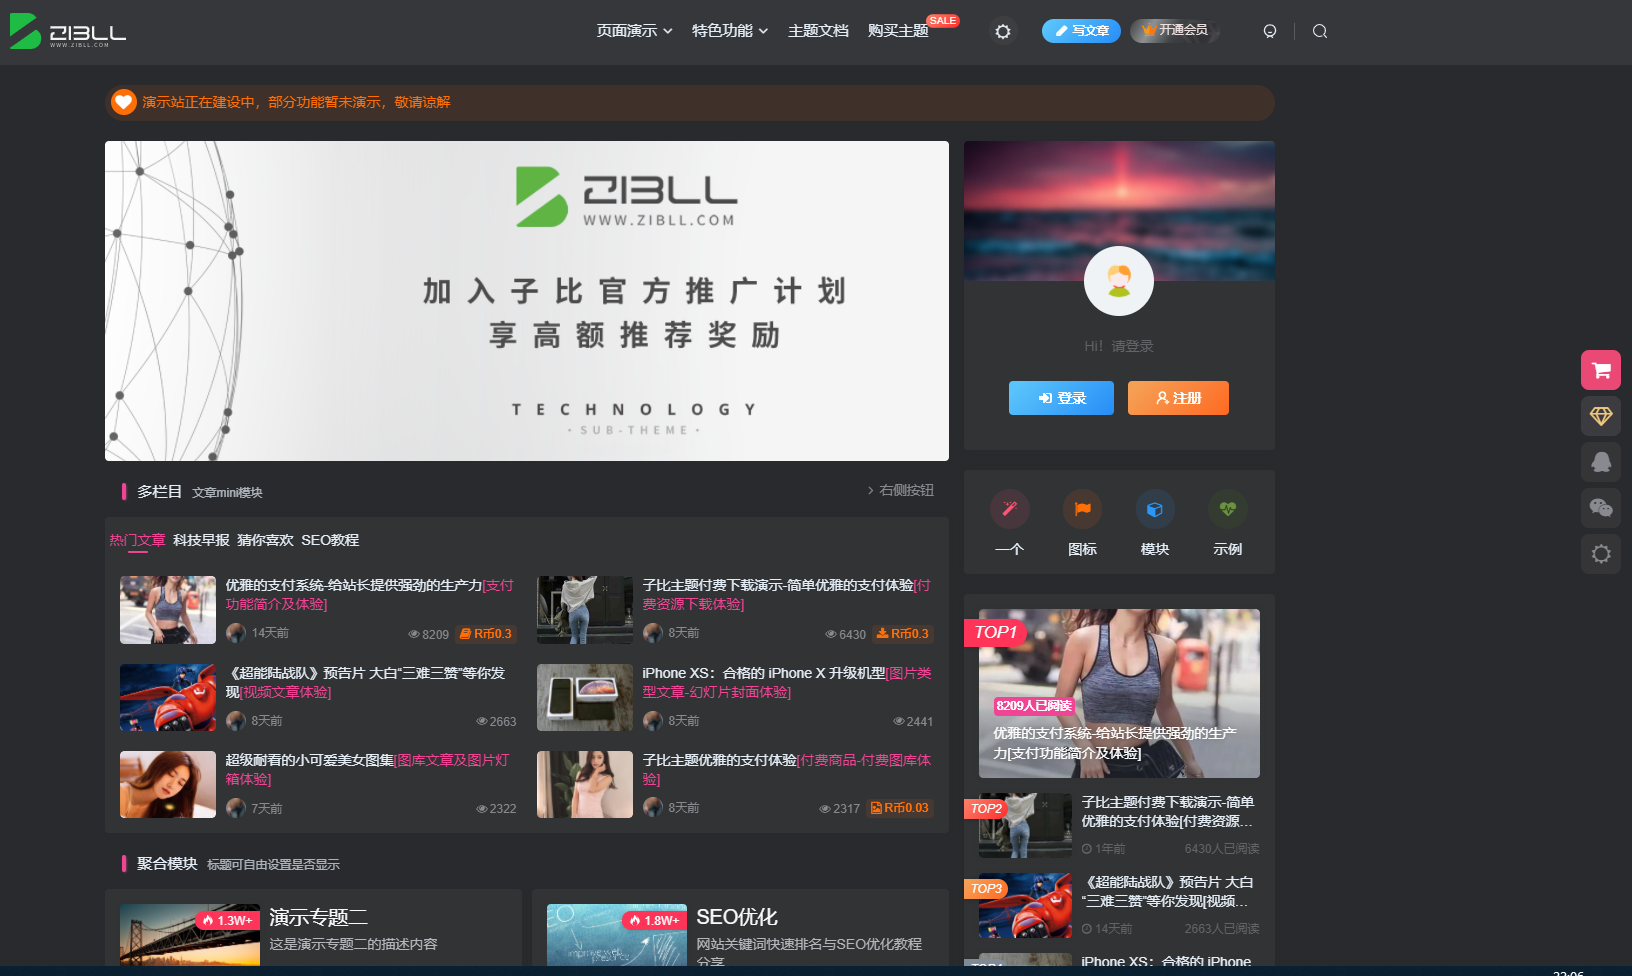 ZIBLL
WWW.ZIBLL.COM
页面演示
特色功能
主题文档
购买主题
SALE
写文章
开通会员
演示站正在建设中，部分功能暂未演示，敬请谅解
ZIBLL
WWW.ZIBLL.COM
加入子比官方推广计划
享高额推荐奖励
TECHNOLOGY
·SUB-THEME·
Hi！请登录
登录
注册
多栏目 文章mini模块
右侧按钮
一个
图标
模块
示例
热门文章 科技早报 猜你喜欢 SEO教程
优雅的支付系统-给站长提供强劲的生产力[支付
功能简介及体验]
14天前
8209
R币0.3
子比主题付费下载演示-简单优雅的支付体验[付
费资源下载体验]
8天前
6430
R币0.3
《超能陆战队》预告片 大白“三难三赞”等你发
现[视频文章体验]
8天前
2663
iPhone XS：合格的 iPhone X 升级机型[图片类
型文章-幻灯片封面体验]
8天前
2441
超级耐看的小可爱美女图集[图库文章及图片灯
箱体验]
7天前
2322
子比主题优雅的支付体验[付费商品-付费图库体
验]
8天前
2317
R币0.03
TOP1
8209人已阅读
优雅的支付系统-给站长提供强劲的生产
力[支付功能简介及体验]
TOP2
子比主题付费下载演示-简单
优雅的支付体验[付费资源...
1年前
6430人已阅读
TOP3
《超能陆战队》预告片 大白
“三难三赞”等你发现[视频...
14天前
2663人已阅读
iPhone XS：合格的 iPhone
聚合模块 标题可自由设置是否显示
1.3W+
演示专题二
这是演示专题二的描述内容
1.8W+
SEO优化
网站关键词快速排名与SEO优化教程
分享